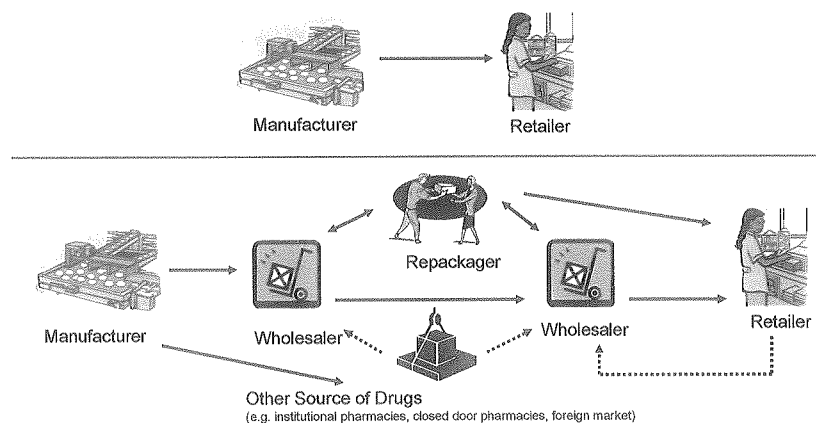 Manufacturer
Retailer
Repackager
Manufacturer
Wholesaler
Wholesaler
Retailer
Other Source of Drugs
(e.g. institutional pharmacies, closed door pharmacies, foreign market)